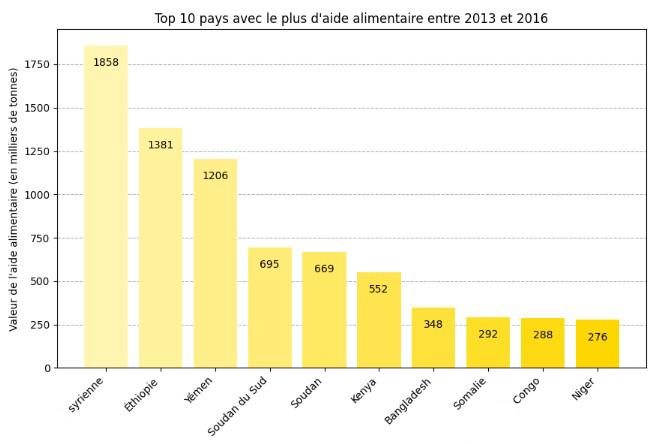 Top 10 pays avec le plus d'aide alimentaire entre 2013 et 2016
Valeur de l'aide alimentaire (en milliers de tonnes)
1750
1500
1250
1000
750
500
250
0
1858
1381
1206
695
669
552
348
292
288
276
syrienne
Éthiopie
Yémen
Soudan du Sud
Soudan
Kenya
Bangladesh
Somalie
Congo
Niger